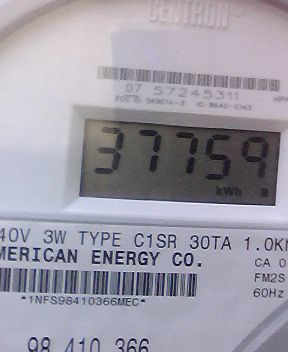 CENTRON®
07 57245311
37759
kWh
40V 3W TYPE C1SR 30TA 1.0K
MERICAN ENERGY CO.
CA 0
FM2S
60Hz
*1NFS98410366MEC*
98 410 366